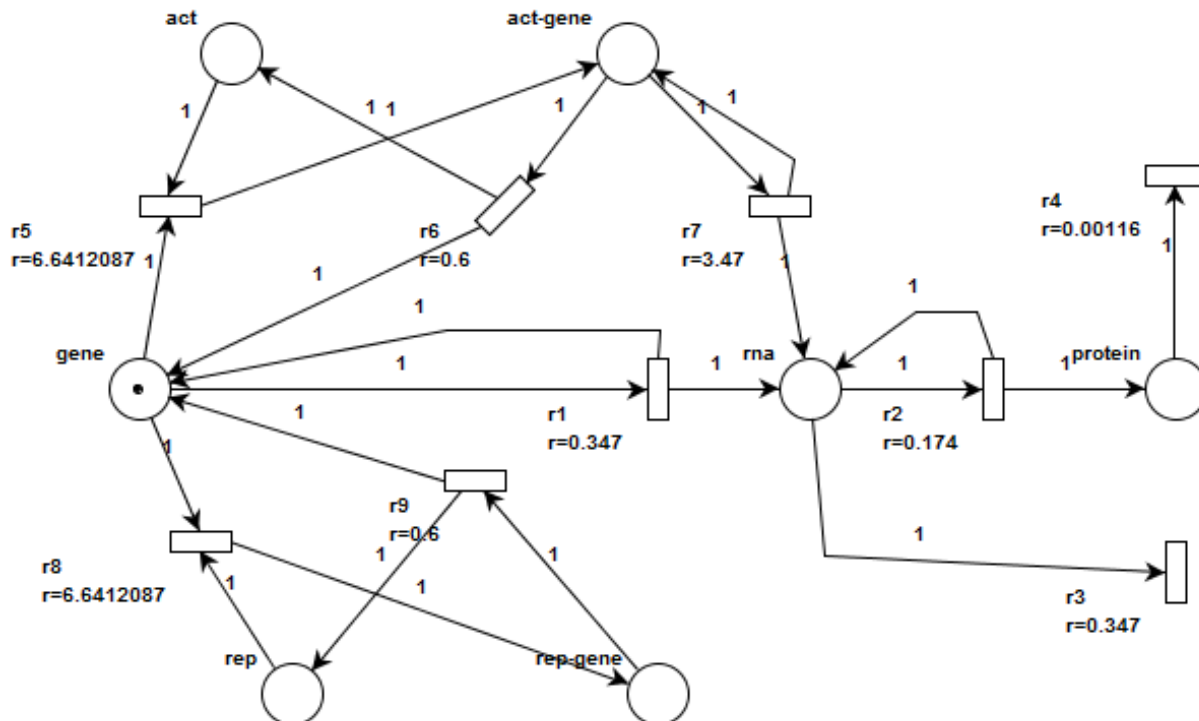 act
act-gene
1
1
1
1
1
1
r4
r=0.00116
r5
r=6.6412087
r6
r=0.6
r7
r=3.47
1
1
1
1
1
1
gene
rna
protein
1
1
1
1
r1
r=0.347
r2
r=0.174
1
1
r9
r=0.6
r8
r=6.6412087
1
1
1
1
1
r3
r=0.347
rep
rep-gene